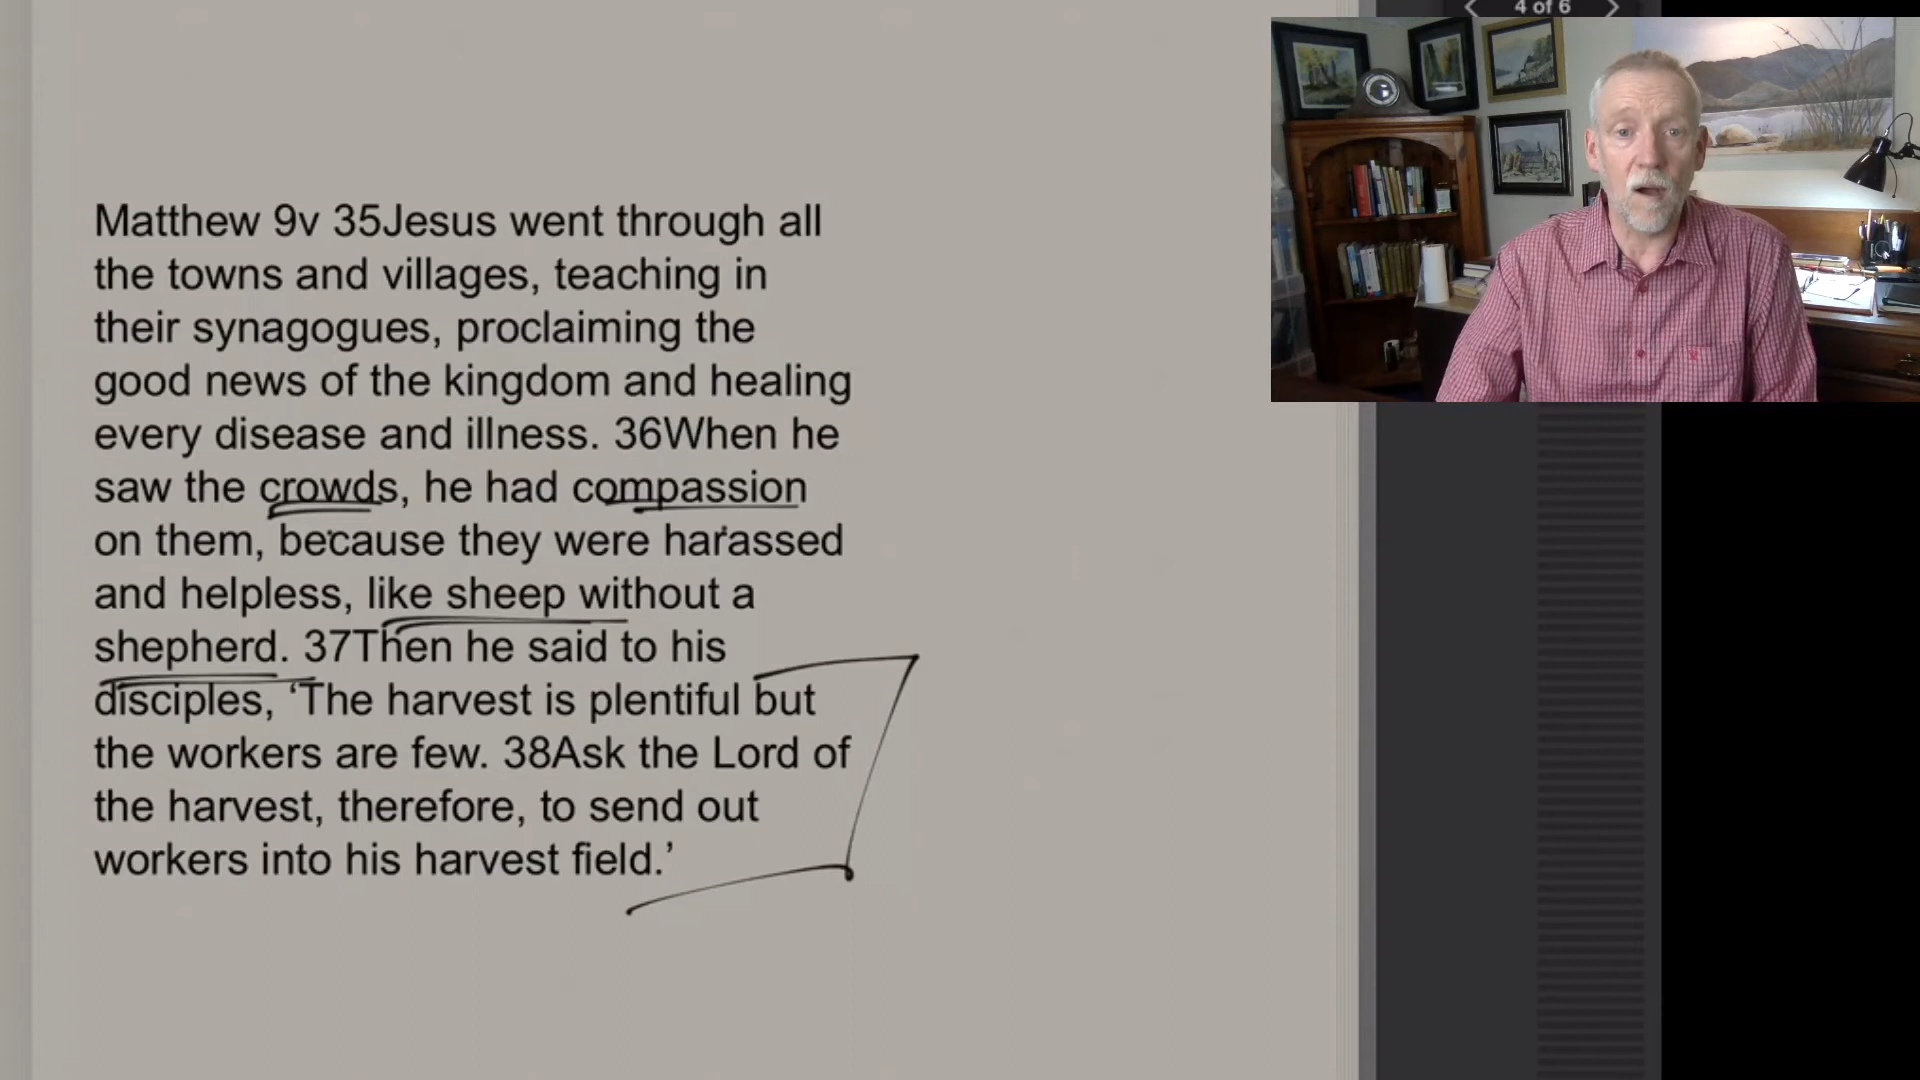 4 of 6
Matthew 9v 35Jesus went through all
the towns and villages, teaching in
their synagogues, proclaiming the
good news of the kingdom and healing
every disease and illness. 36When he
saw the crowds, he had compassion
on them, because they were harassed
and helpless, like sheep without a
shepherd. 37Then he said to his
disciples, ‘The harvest is plentiful but
the workers are few. 38Ask the Lord of
the harvest, therefore, to send out
workers into his harvest field.’